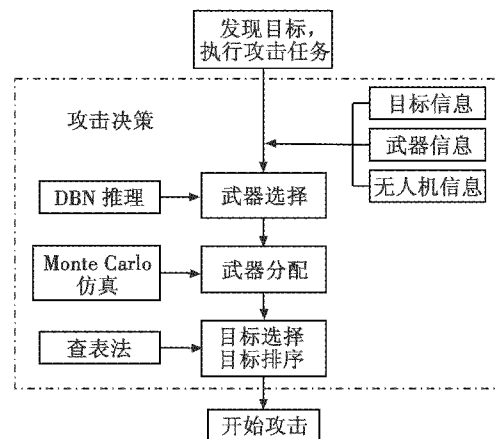 发现目标,
执行攻击任务
攻击决策
目标信息
武器信息
无人机信息
DBN 推理
武器选择
Monte Carlo
仿真
武器分配
查表法
目标选择
目标排序
开始攻击